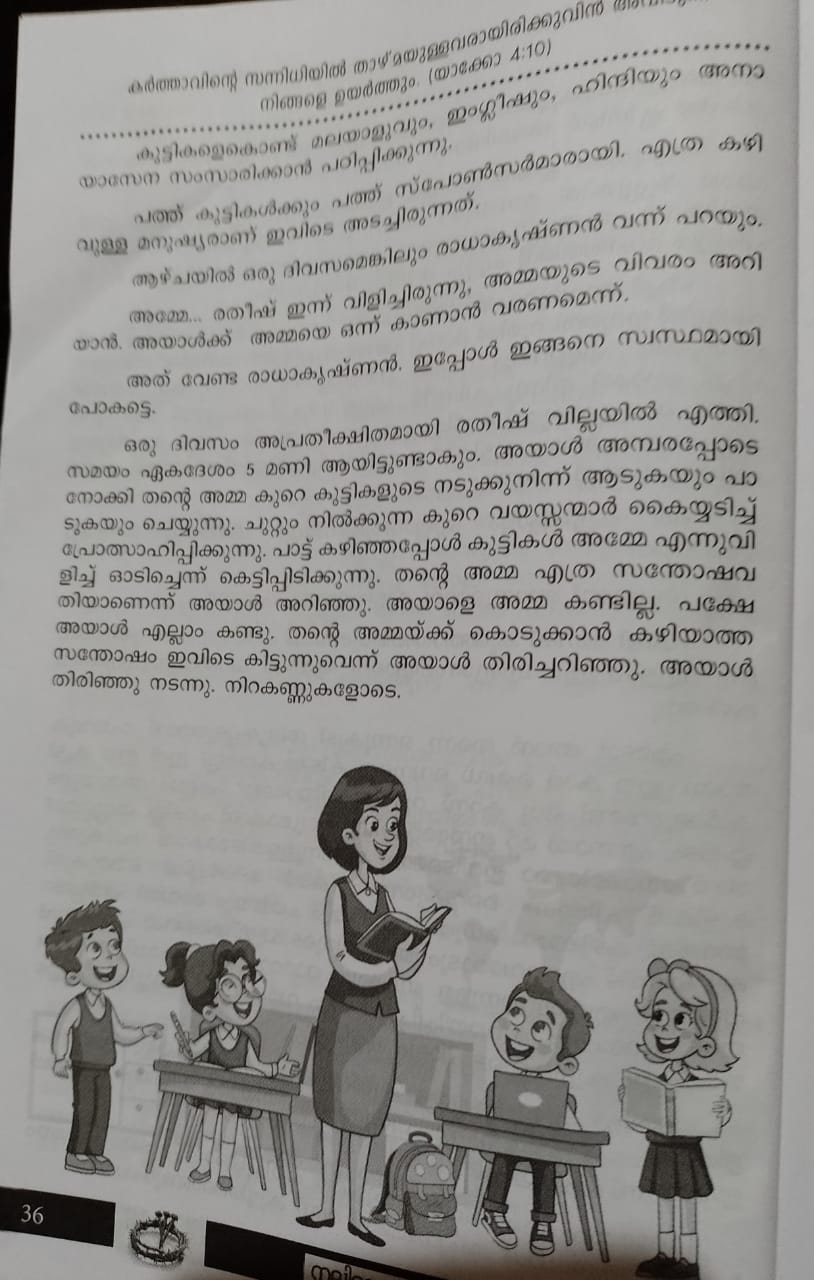 കർത്താവിന്റെ സന്നിധിയിൽ താഴ്മയുള്ളവരായിരിക്കുവിൻ
നിങ്ങളെ ഉയർത്തും. (യാക്കോ 4:10)
കുട്ടികളെകൊണ്ട് മലയാളുവും, ഇംഗ്ലീഷും, ഹിന്ദിയും അനാ
യാസേന സംസാരിക്കാൻ പഠിപ്പിക്കുന്നു.
പത്ത് കുട്ടികൾക്കും പത്ത് സ്പോൺസർമാരായി. എത്ര കഴി
വുള്ള മനുഷ്യരാണ് ഇവിടെ അടച്ചിരുന്നത്.
ആഴ്ചയിൽ ഒരു ദിവസമെങ്കിലും രാധാകൃഷ്ണൻ വന്ന് പറയും.
അമ്മേ... രതീഷ് ഇന്ന് വിളിച്ചിരുന്നു, അമ്മയുടെ വിവരം അറി
യാൻ. അയാൾക്ക് അമ്മയെ ഒന്ന് കാണാൻ വരണമെന്ന്.
അത് വേണ്ട രാധാകൃഷ്ണൻ. ഇപ്പോൾ ഇങ്ങനെ സ്വസ്ഥമായി
പോകട്ടെ.
ഒരു ദിവസം അപ്രതീക്ഷിതമായി രതീഷ് വില്ലയിൽ എത്തി.
സമയം ഏകദേശം 5 മണി ആയിട്ടുണ്ടാകും. അയാൾ അമ്പരപ്പോടെ
നോക്കി തന്റെ അമ്മ കുറെ കുട്ടികളുടെ നടുക്കുനിന്ന് ആടുകയും പാ
ടുകയും ചെയ്യുന്നു. ചുറ്റും നിൽക്കുന്ന കുറെ വയസ്സന്മാർ കൈയ്യടിച്ച്
പ്രോത്സാഹിപ്പിക്കുന്നു. പാട്ട് കഴിഞ്ഞപ്പോൾ കുട്ടികൾ അമ്മേ എന്നുവി
ളിച്ച് ഓടിച്ചെന്ന് കെട്ടിപ്പിടിക്കുന്നു. തന്റെ അമ്മ എത്ര സന്തോഷവ
തിയാണെന്ന് അയാൾ അറിഞ്ഞു. അയാളെ അമ്മ കണ്ടില്ല. പക്ഷേ
അയാൾ എല്ലാം കണ്ടു. തന്റെ അമ്മയ്ക്ക് കൊടുക്കാൻ കഴിയാത്ത
സന്തോഷം ഇവിടെ കിട്ടുന്നുവെന്ന് അയാൾ തിരിച്ചറിഞ്ഞു. അയാൾ
തിരിഞ്ഞു നടന്നു. നിറകണ്ണുകളോടെ.
36